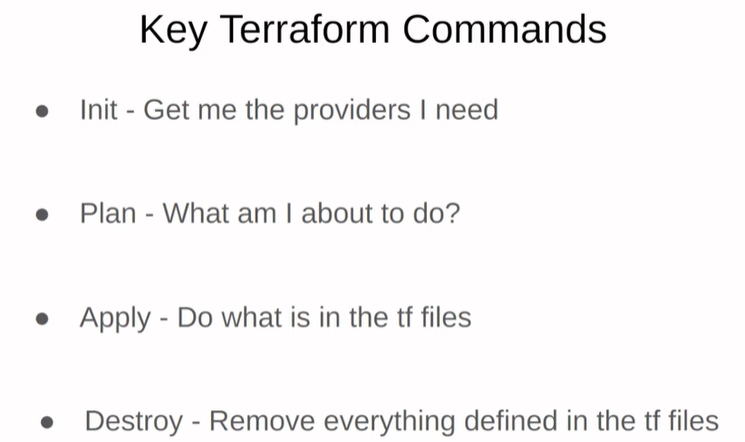 Key Terraform Commands
● Init - Get me the providers I need
● Plan - What am I about to do?
● Apply - Do what is in the tf files
● Destroy - Remove everything defined in the tf files